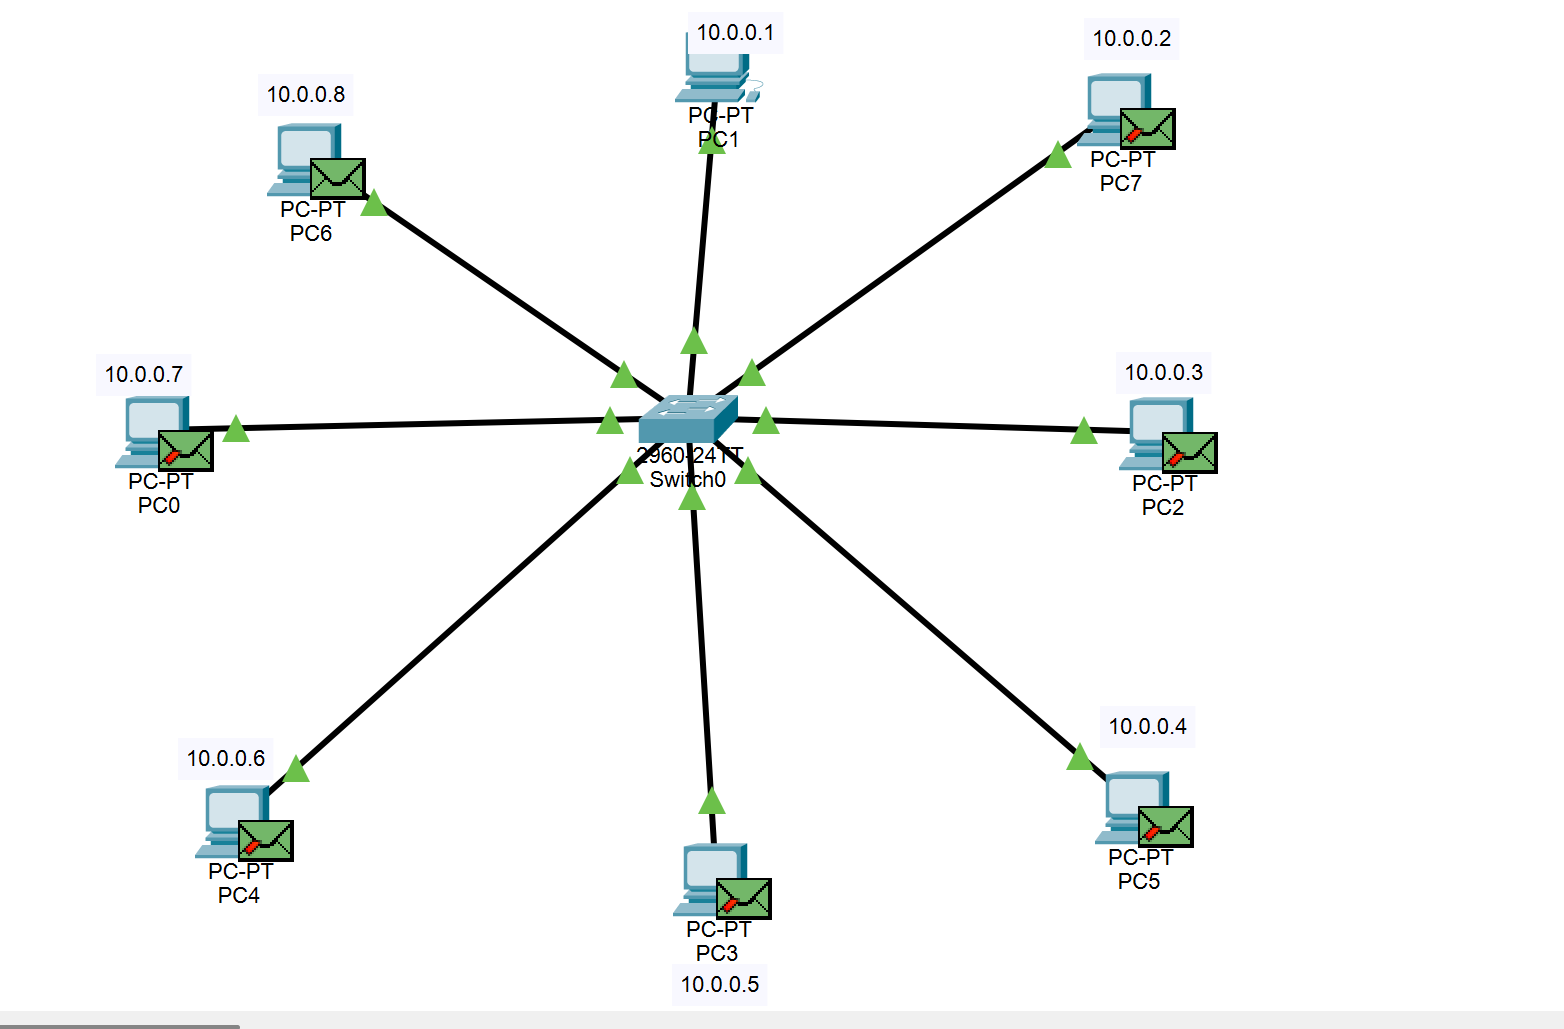 10.0.0.1
PC-PT
PC1
10.0.0.2
PC-PT
PC7
10.0.0.8
PC-PT
PC6
10.0.0.7
PC-PT
PC0
2960-24TT
Switch0
10.0.0.3
PC-PT
PC2
10.0.0.6
PC-PT
PC4
10.0.0.4
PC-PT
PC5
PC-PT
PC3
10.0.0.5